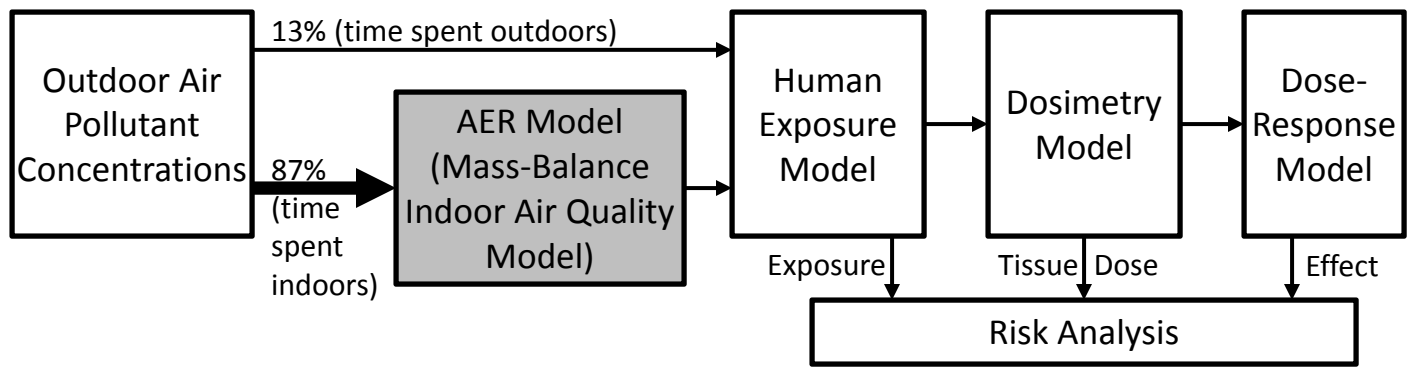 13% (time spent outdoors)
Outdoor Air
Pollutant
Concentrations
87%
(time
spent
indoors)
AER Model
(Mass-Balance
Indoor Air Quality
Model)
Human
Exposure
Model
Dosimetry
Model
Dose-
Response
Model
Exposure
Tissue Dose
Effect
Risk Analysis